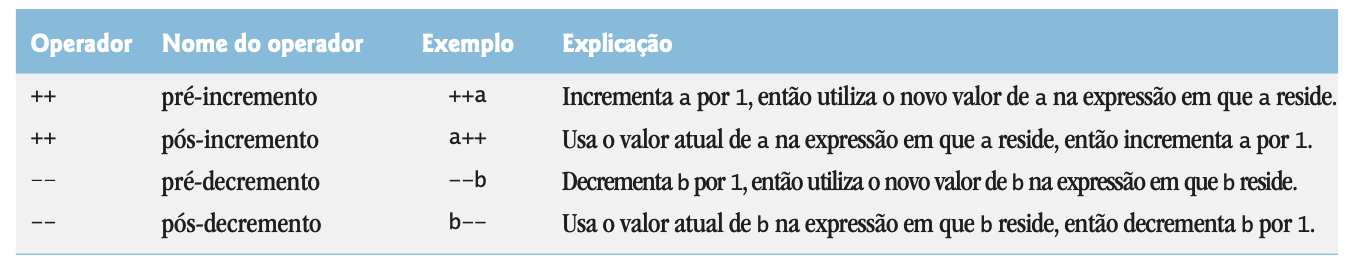 Operador Nome do operador Exemplo Explicação
++ pré-incremento ++a Incrementa a por 1, então utiliza o novo valor de a na expressão em que a reside.
++ pós-incremento a++ Usa o valor atual de a na expressão em que a reside, então incrementa a por 1.
-- pré-decremento --b Decrementa b por 1, então utiliza o novo valor de b na expressão em que b reside.
-- pós-decremento b-- Usa o valor atual de b na expressão em que b reside, então decrementa b por 1.